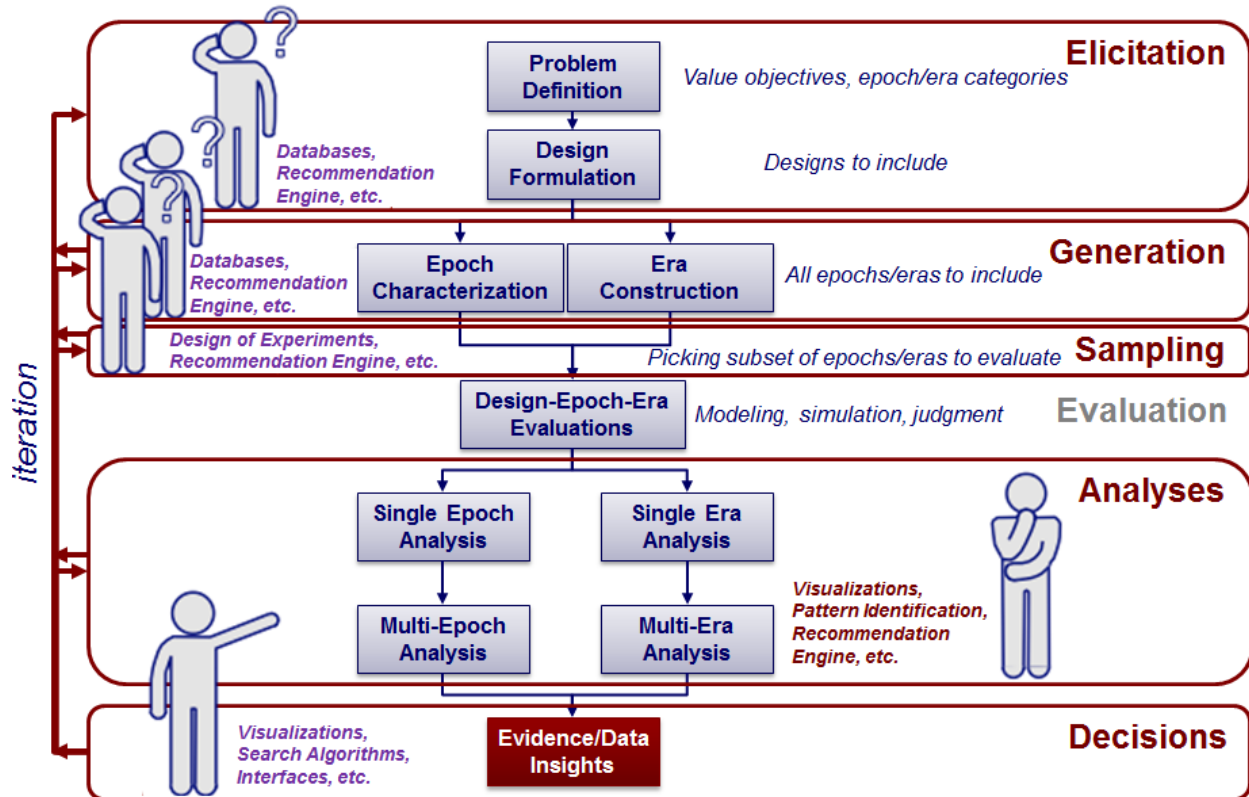 ?
Elicitation
Problem
Definition
Value objectives, epoch/era categories
?
Databases,
Recommendation
Engine, etc.
Design
Formulation
Designs to include
?
Generation
Databases,
Recommendation
Engine, etc.
Epoch
Characterization
Era
Construction
All epochs/eras to include
Design of Experiments,
Recommendation Engine, etc.
Picking subset of epochs/eras to evaluate
Sampling
iteration
Design-Epoch-Era
Evaluations
Modeling, simulation, judgment
Evaluation
Analyses
Single Epoch
Analysis
Single Era
Analysis
Multi-Epoch
Analysis
Multi-Era
Analysis
Visualizations,
Pattern Identification,
Recommendation
Engine, etc.
Decisions
Visualizations,
Search Algorithms,
Interfaces, etc.
Evidence/Data
Insights